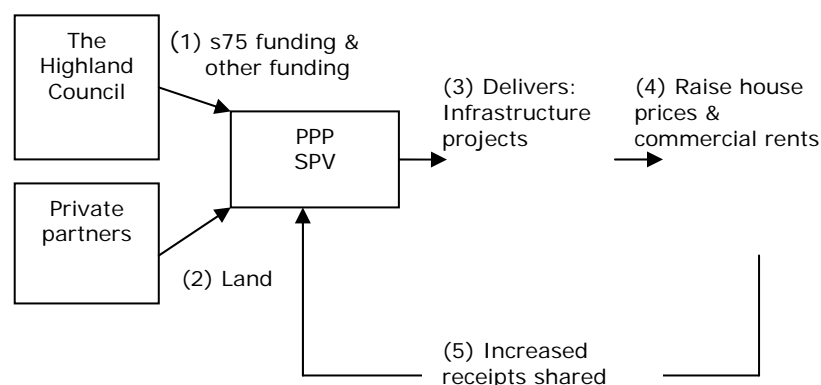 The
Highland
Council
(1) s75 funding &
other funding
PPP
SPV
(3) Delivers:
Infrastructure
projects
(4) Raise house
prices &
commercial rents
Private
partners
(2) Land
(5) Increased
receipts shared